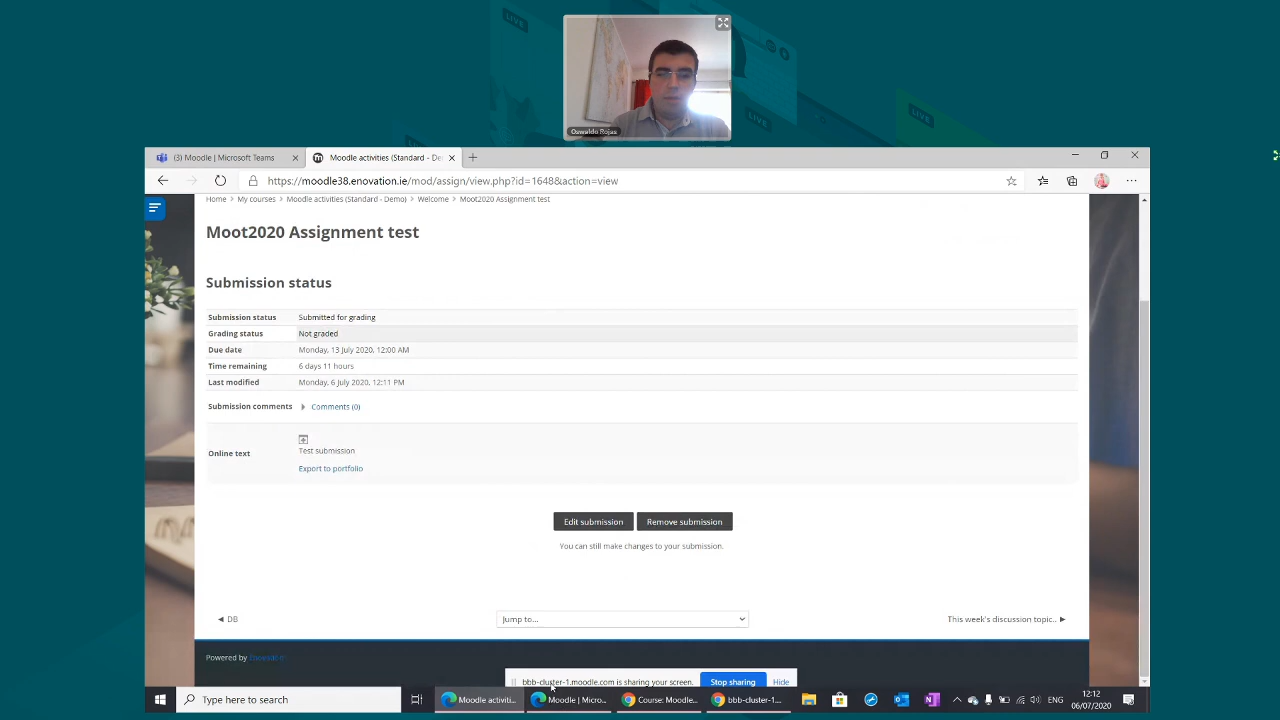 LIVE
LIVE
LIVE
Oswaldo Rojas
(3) Moodle | Microsoft Teams
Moodle activities (Standard - De
https://moodle38.enovation.ie/mod/assign/view.php?id=1648&action=view
Home > My courses > Moodle activities (Standard - Demo) > Welcome > Moot2020 Assignment test
Moot2020 Assignment test
Submission status
Submission status Submitted for grading
Grading status Not graded
Due date Monday, 13 July 2020, 12:00 AM
Time remaining 6 days 11 hours
Last modified Monday, 6 July 2020, 12:11 PM
Submission comments Comments (0)
Online text
Test submission
Export to portfolio
Edit submission Remove submission
You can still make changes to your submission.
◄ DB
Jump to...
This week's discussion topic.. ►
Powered by Enovation
bbb-cluster-1.moodle.com is sharing your screen. Stop sharing Hide
Type here to search
Moodle activiti...
Moodle | Micro...
Course: Moodle...
bbb-cluster-1...
ENG
12:12
06/07/2020